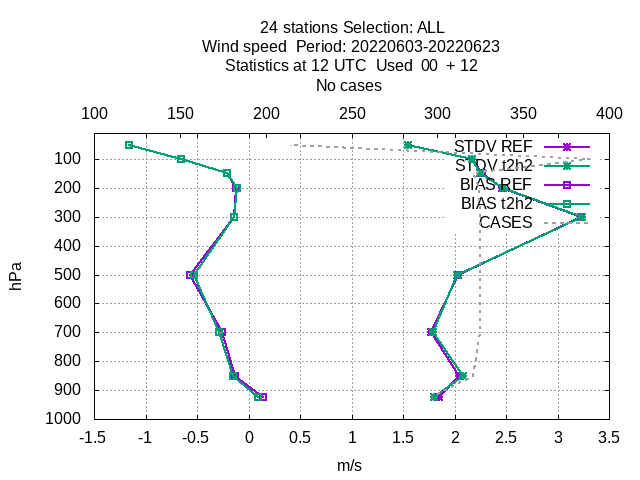 24 stations Selection: ALL
Wind speed  Period: 20220603-20220623
Statistics at 12 UTC  Used  00  + 12
No cases
100 150 200 250 300 350 400
STDV REF
STDV t2h2
BIAS REF
BIAS t2h2
CASES
hPa
100
200
300
400
500
600
700
800
900
1000
-1.5 -1 -0.5 0 0.5 1 1.5 2 2.5 3 3.5
m/s